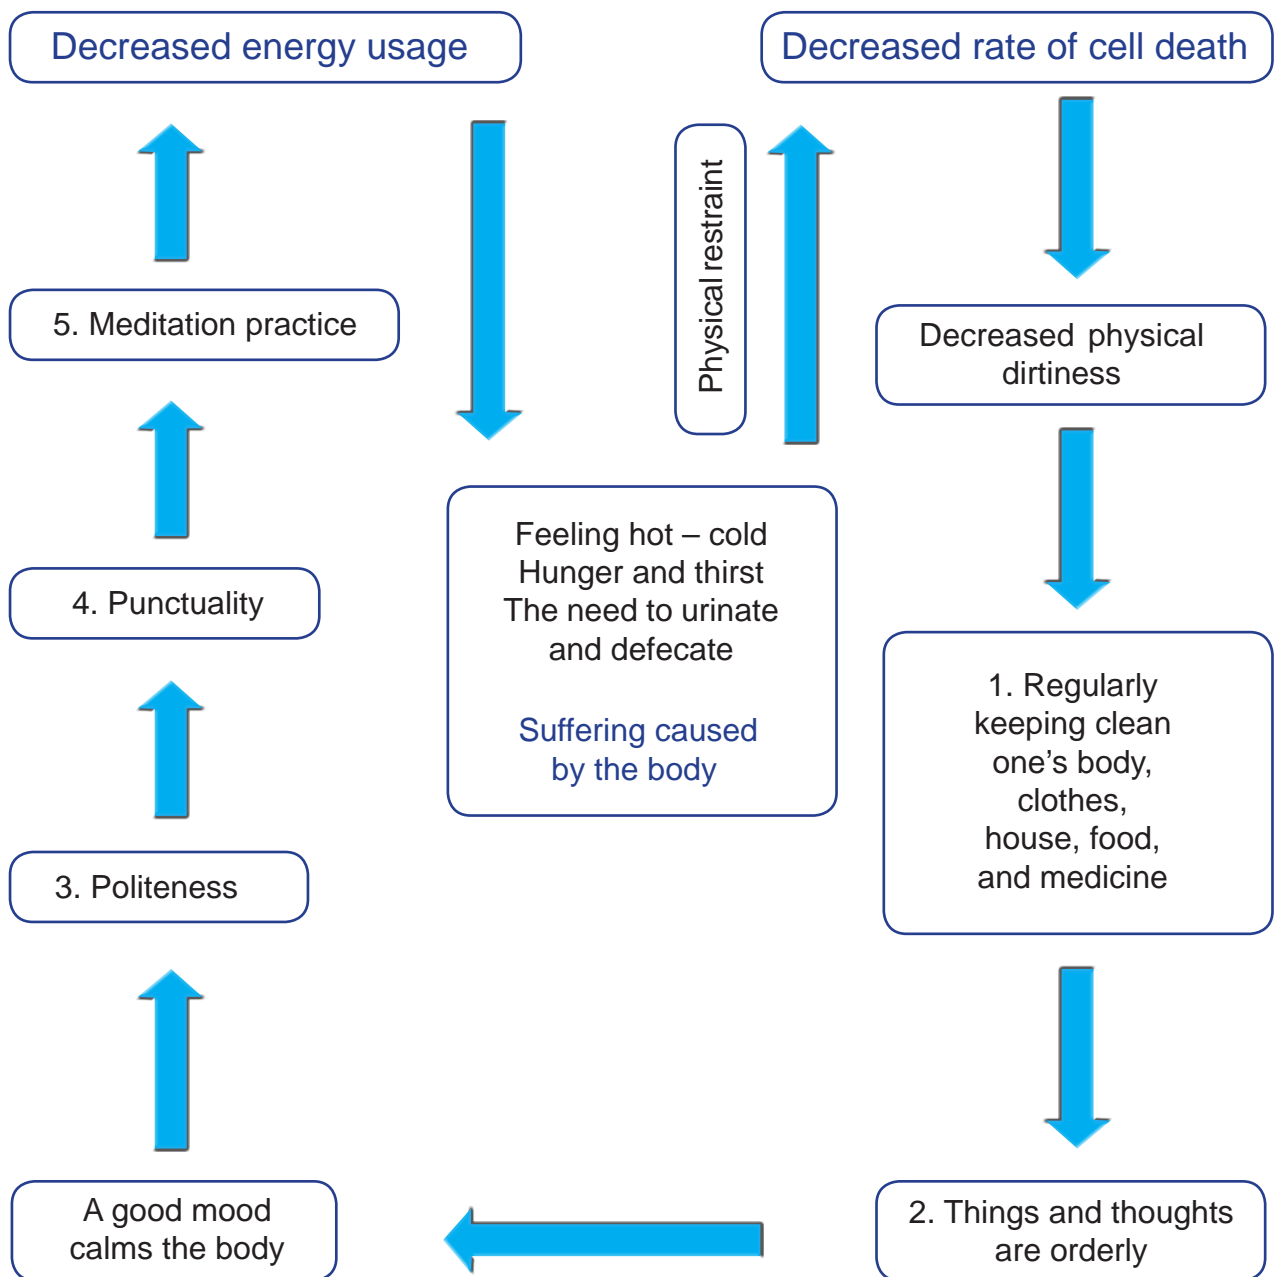 Decreased energy usage
Decreased rate of cell death
Physical restraint
5. Meditation practice
Decreased physical
dirtiness
Feeling hot – cold
Hunger and thirst
The need to urinate
and defecate
Suffering caused
by the body
4. Punctuality
1. Regularly
keeping clean
one’s body,
clothes,
house, food,
and medicine
3. Politeness
A good mood
calms the body
2. Things and thoughts
are orderly